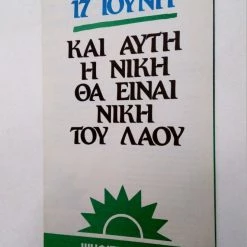 17 ΙΟΥΝΗ
ΚΑΙ ΑΥΤΗ
Η ΝΙΚΗ
ΘΑ ΕΙΝΑΙ
ΝΙΚΗ
ΤΟΥ ΛΑΟΥ